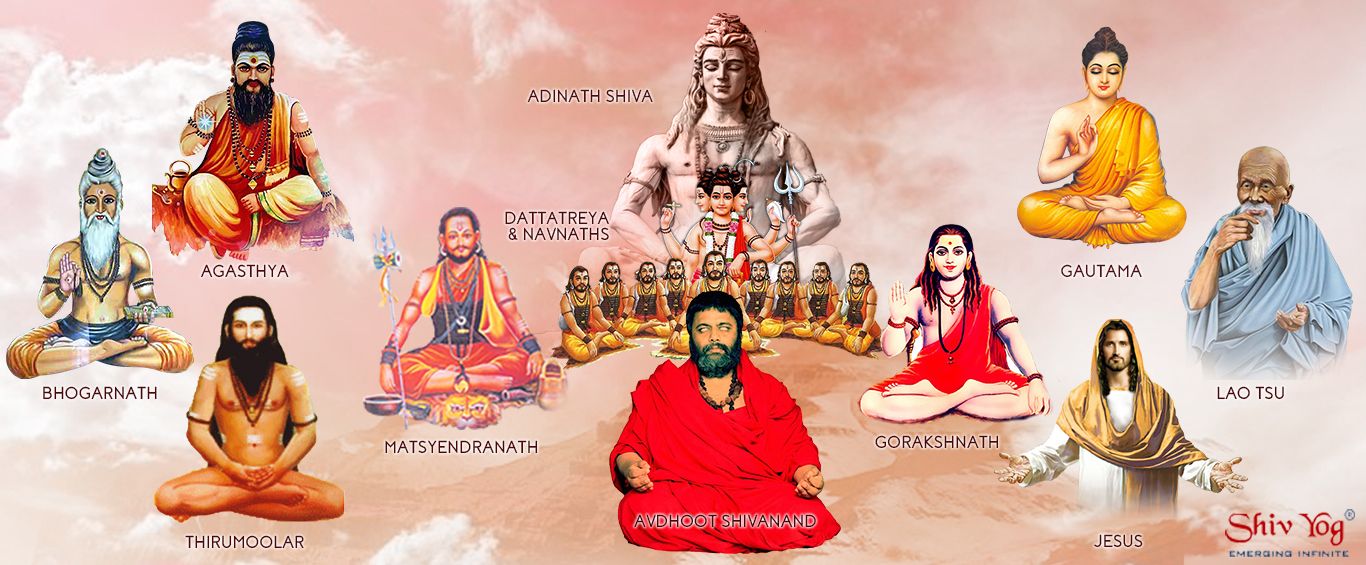 ADINATH SHIVA
DATTATREYA
& NAVNATHS
AGASTHYA
GAUTAMA
BHOGARNATH
LAO TSU
MATSYENDRANATH
GORAKSHNATH
AVDHOOT SHIVANAND
THIRUMOOLAR
JESUS
Shiv Yog®
EMERGING INFINITE